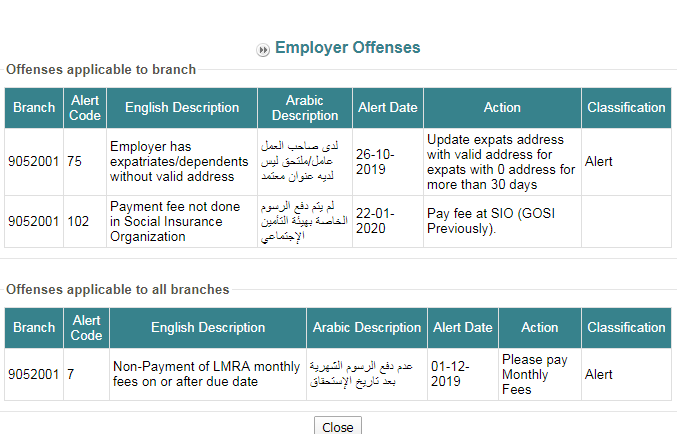 Employer Offenses
Offenses applicable to branch
Branch Alert Code English Description Arabic Description Alert Date Action Classification
9052001 75 Employer has expatriates/dependents without valid address لدى صاحب العمل عامل/ملتحق ليس لديه عنوان معتمد 26-10-2019 Update expats address with valid address for expats with 0 address for more than 30 days Alert
9052001 102 Payment fee not done in Social Insurance Organization لم يتم دفع الرسوم الخاصة بهيئة التأمين الإجتماعي 22-01-2020 Pay fee at SIO (GOSI Previously).
Offenses applicable to all branches
Branch Alert Code English Description Arabic Description Alert Date Action Classification
9052001 7 Non-Payment of LMRA monthly fees on or after due date عدم دفع الرسوم الشهرية بعد تاريخ الإستحقاق 01-12-2019 Please pay Monthly Fees Alert
Close